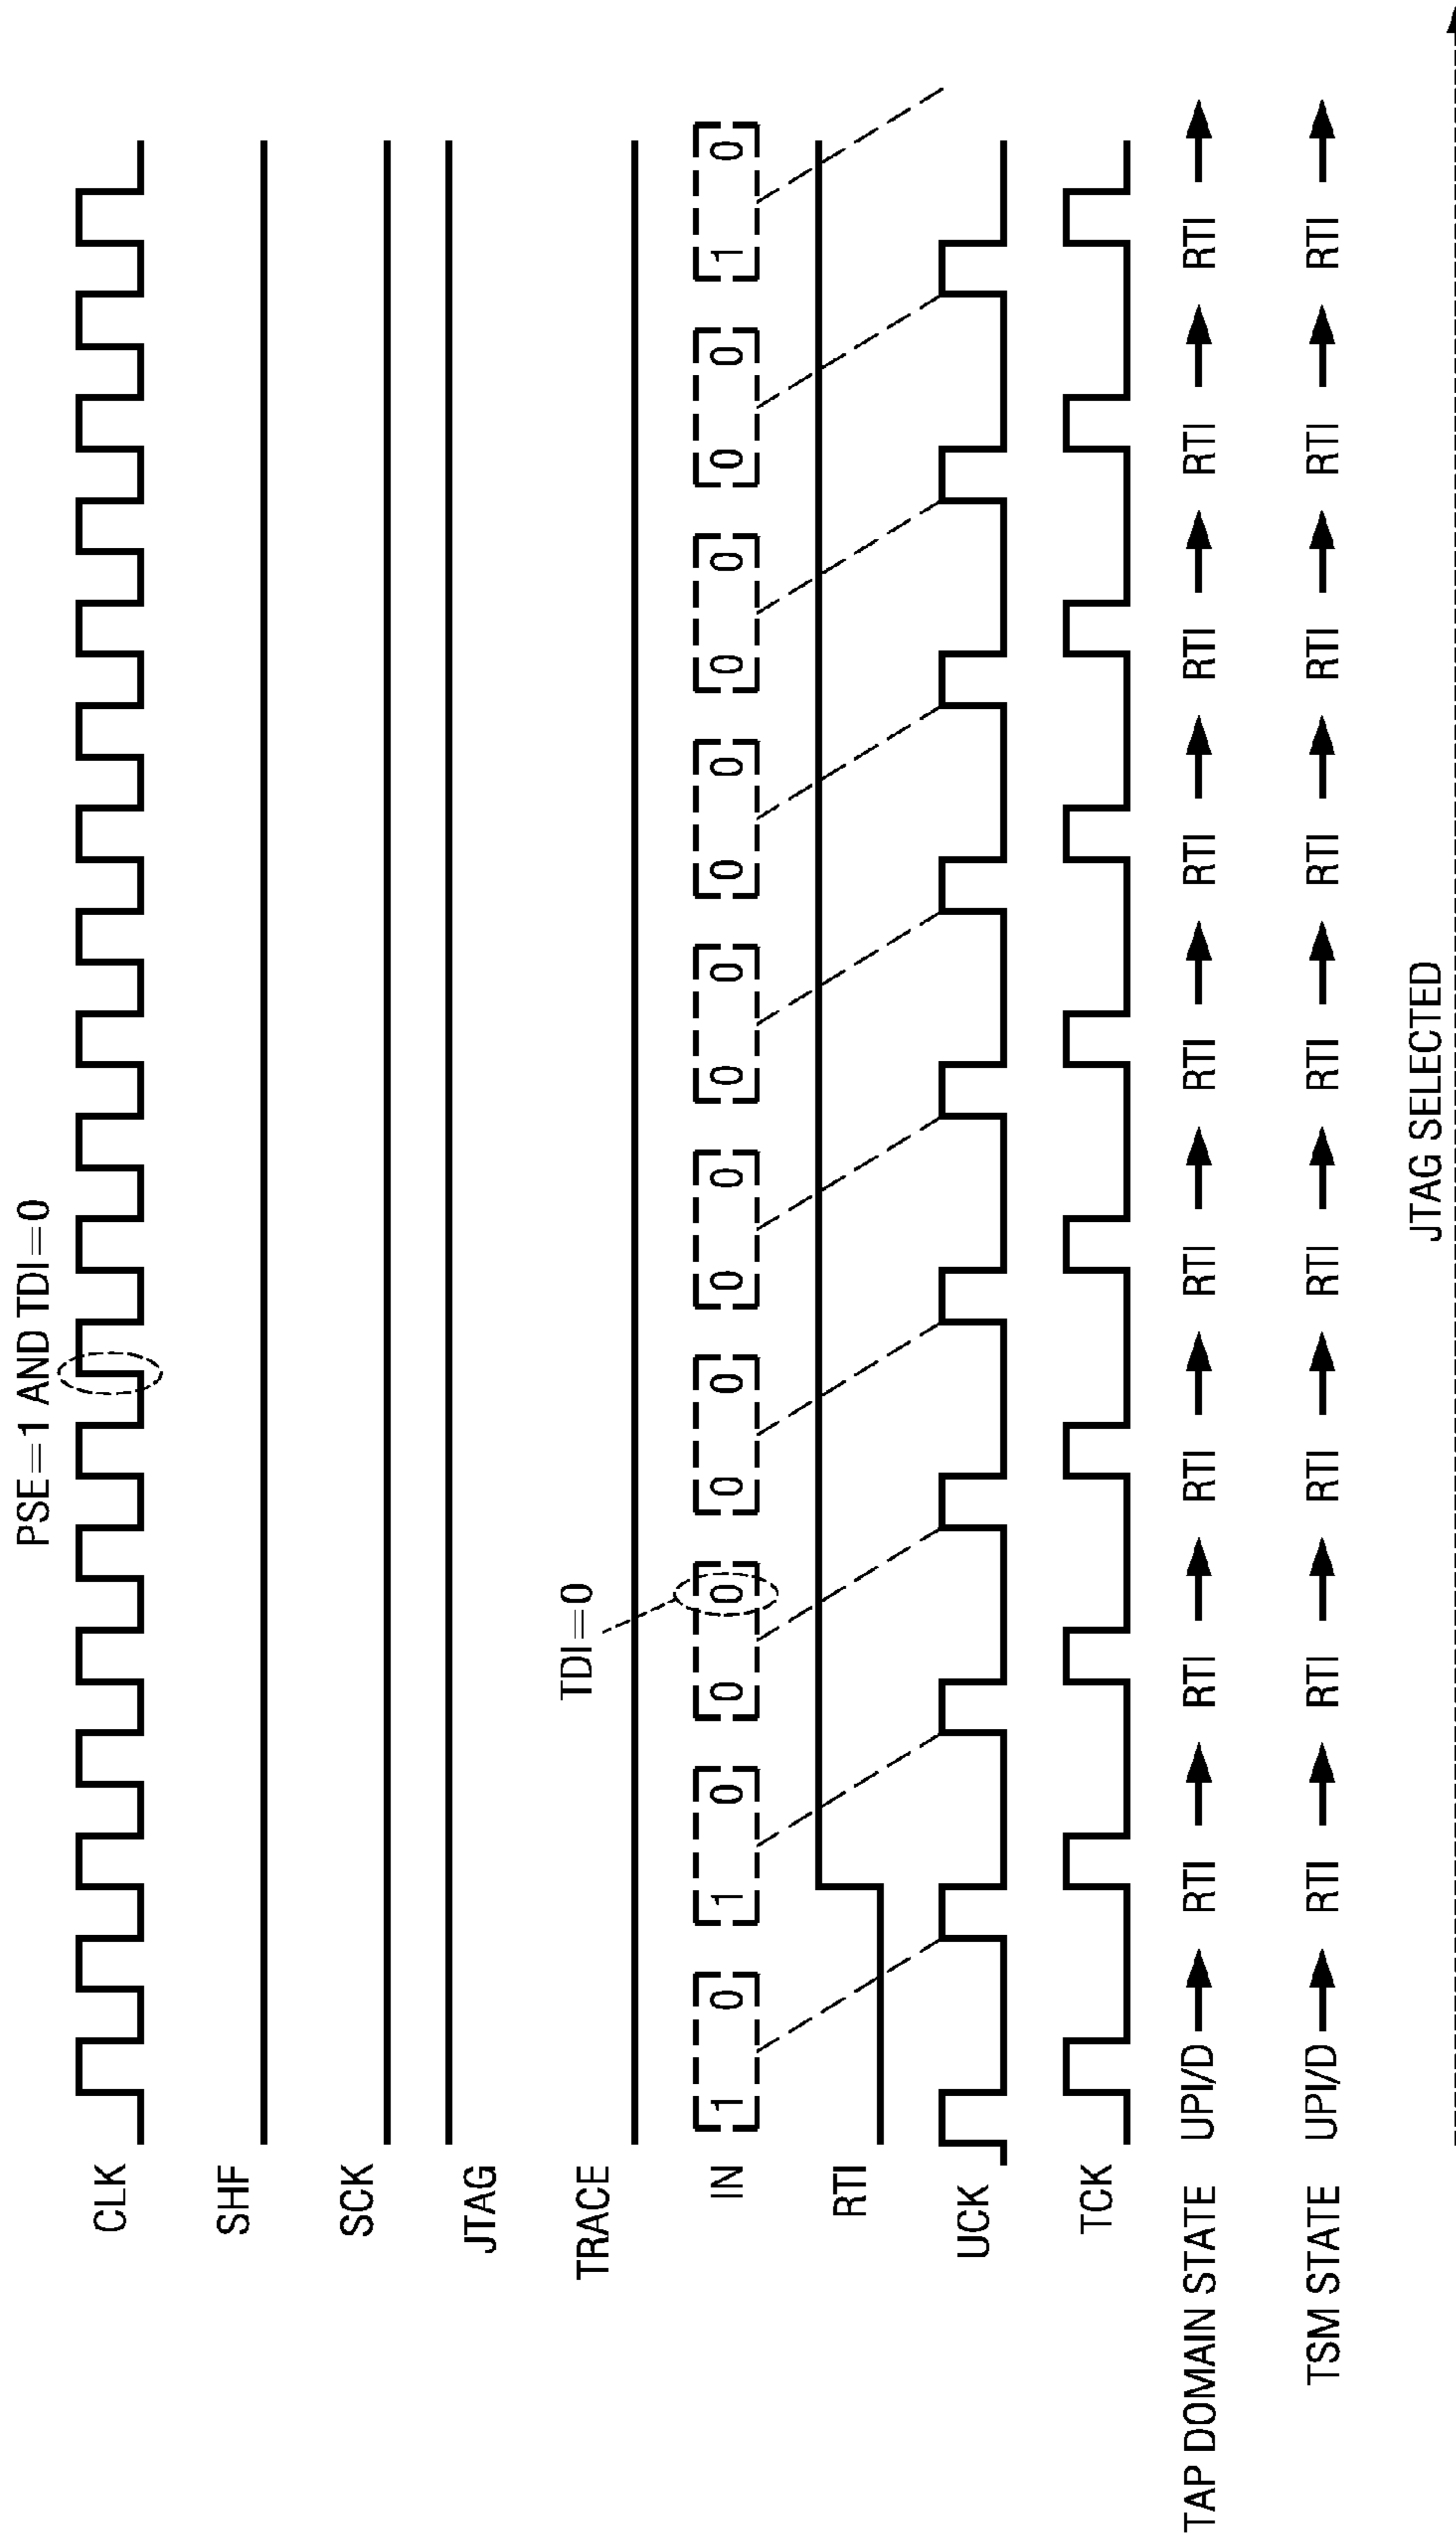 PSE=1 AND TDI=0
CLK
SHF
SCK
JTAG
TDI=0
TRACE
IN 1 0 1 0 0 0 0 0 0 0 0 0 0 0 0 0 0 0 1 0
RTI
UCK
TCK
TAP DOMAIN STATE UPI/D → RTI → RTI → RTI → RTI → RTI → RTI → RTI → RTI → RTI →
TSM STATE UPI/D → RTI → RTI → RTI → RTI → RTI → RTI → RTI → RTI → RTI →
JTAG SELECTED